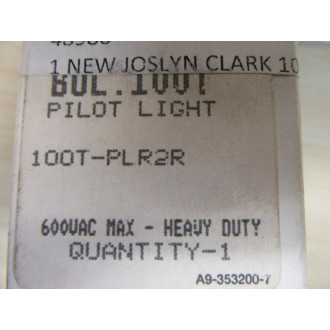 1 NEW JOSLYN CLARK 10
BUL.100T
PILOT LIGHT
100T-PLR2R
600VAC MAX - HEAVY DUTY
QUANTITY-1
A9-353200-7